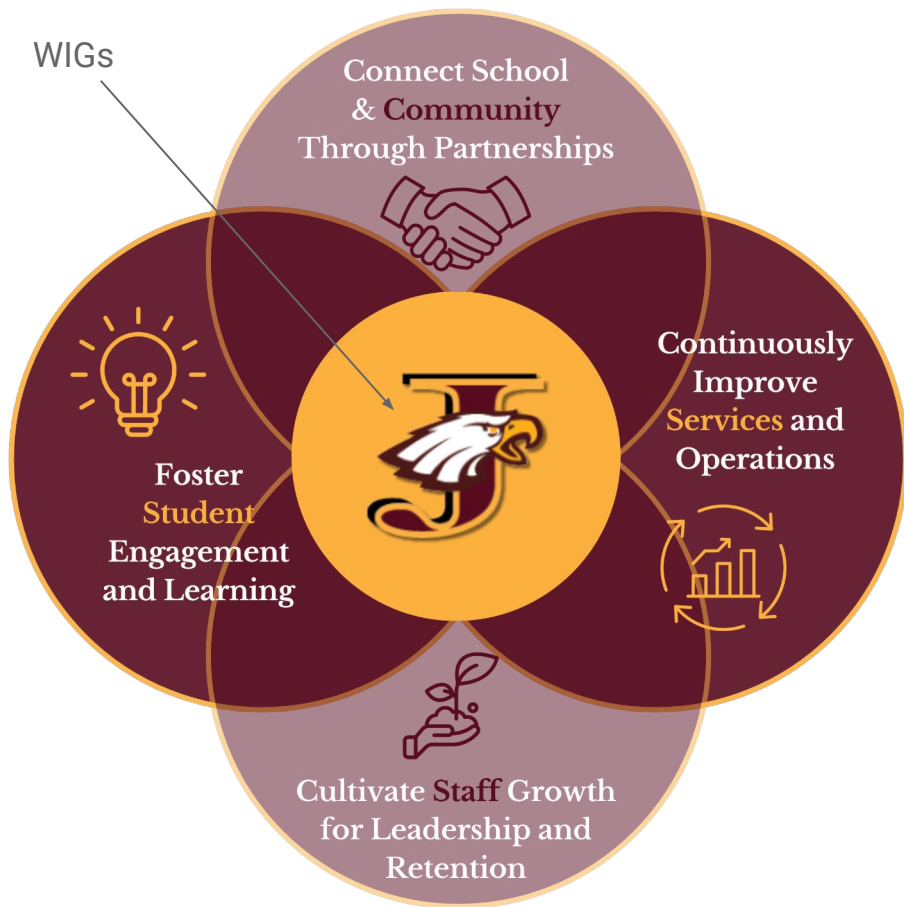 WIGs
Connect School
& Community
Through Partnerships
Foster
Student
Engagement
and Learning
J
Continuously
Improve
Services and
Operations
Cultivate Staff Growth
for Leadership and
Retention